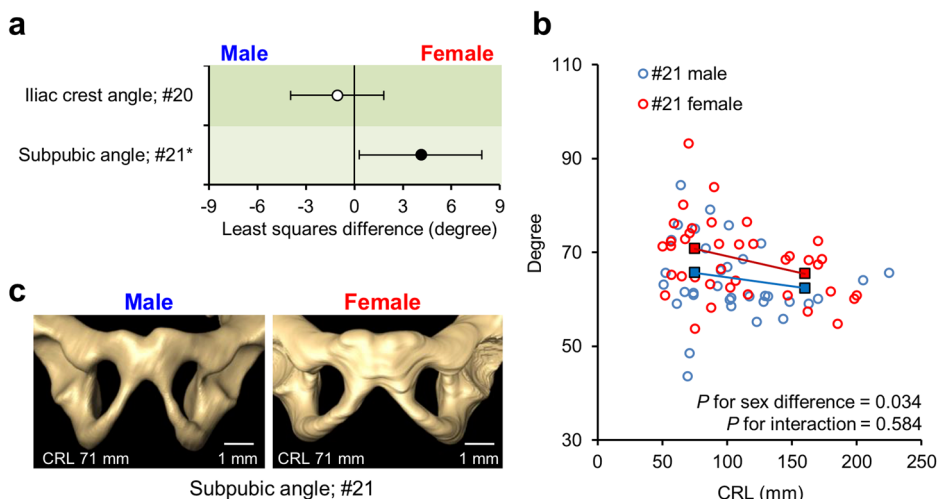 a
Male Female
Iliac crest angle; #20
Subpubic angle; #21*
-9 -6 -3 0 3 6 9
Least squares difference (degree)
b
110
90
70
50
30
Degree
#21 male
#21 female
P for sex difference = 0.034
P for interaction = 0.584
0 50 100 150 200 250
CRL (mm)
c
Male Female
CRL 71 mm 1 mm
CRL 71 mm 1 mm
Subpubic angle; #21